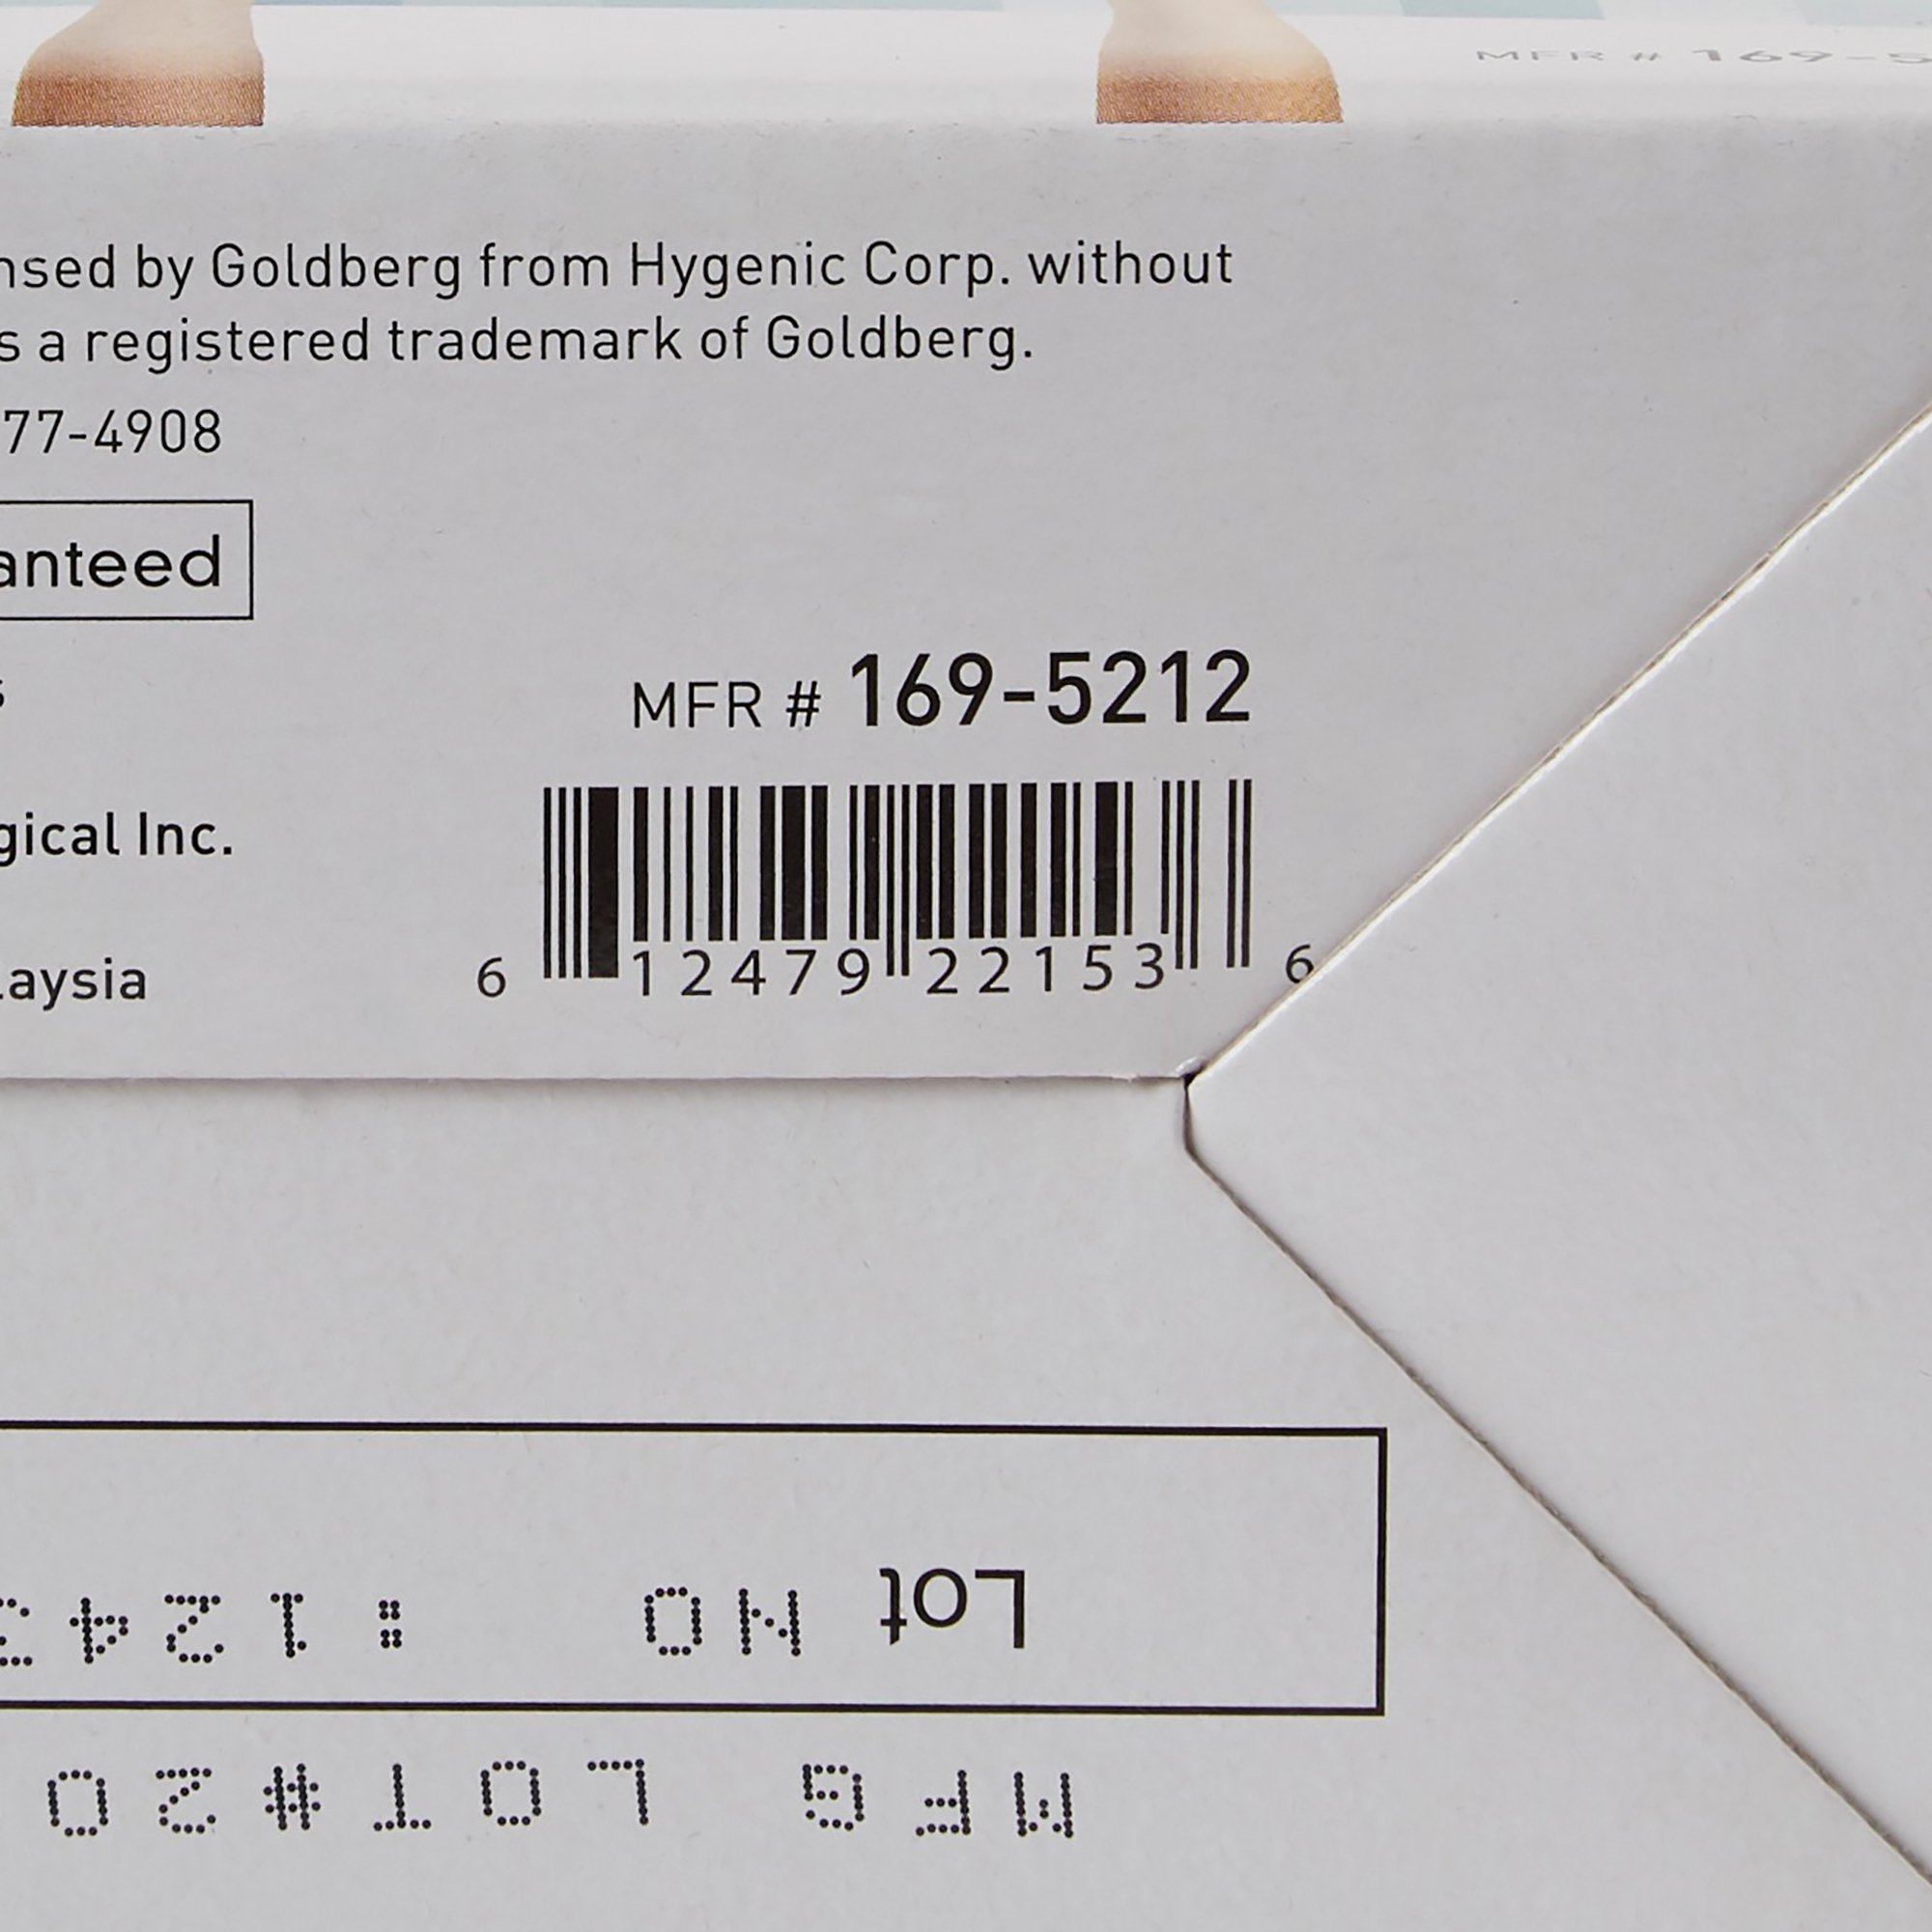 MFR # 169-5
nsed by Goldberg from Hygenic Corp. without
s a registered trademark of Goldberg.
77-4908
anteed
s
MFR # 169-5212
gical Inc.
laysia
6 12479 22153 6
Lot NO : 1243
MFG LOT#20